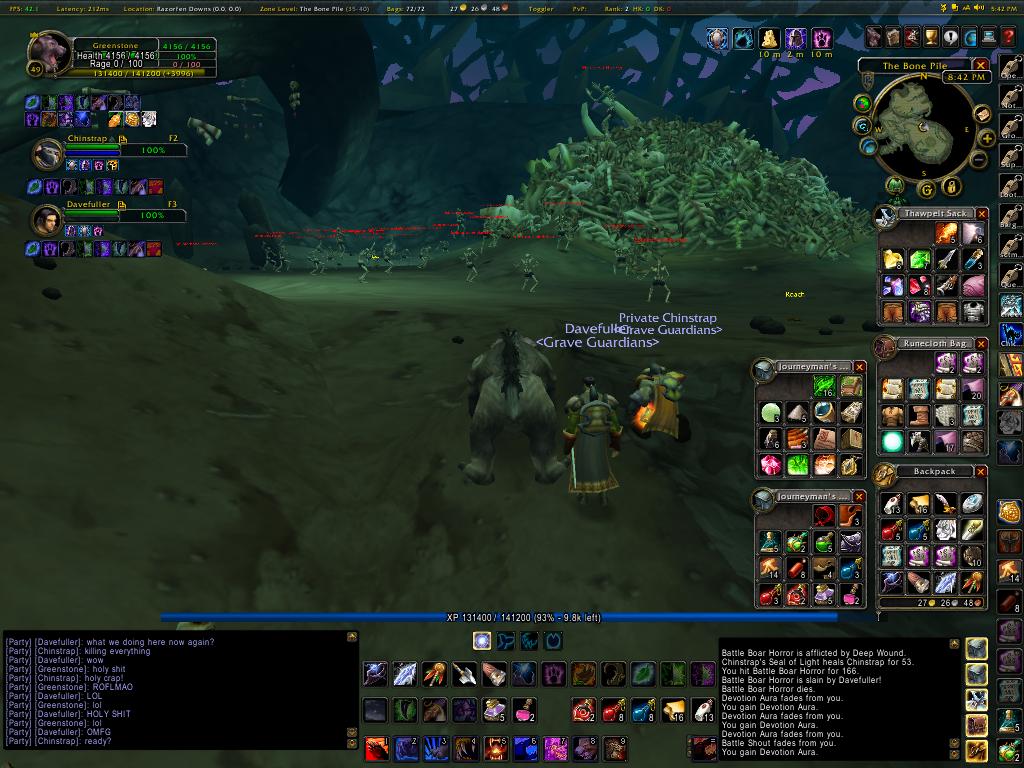 FPS: 42.1 Latency: 212ms Location: Razorfen Downs (0.0, 0.0) Zone Level: The Bone Pile (35-40) Bags: 72/72 27 26 48 Toggler PvP: Rank: 2 HK: 0 DK: 0 5:42 PM
Greenstone 4156 / 4156
Health 4156/4156 100%
Rage 0 / 100 0 / 100
49 131400 / 141200 (+3996)
Chinstrap F2
100%
Davefuller F3
100%
10 m 2 m 10 m
The Bone Pile
8:42 PM
N
W E
S
Thawpelt Sack
Roach
Private Chinstrap
Davefuller <Grave Guardians>
<Grave Guardians>
Runecloth Bag
Journeyman's ...
Backpack
Journeyman's ...
27 26 48
XP 131400 / 141200 (93% - 9.8k left)
[Party] [Davefuller]: what we doing here now again?
[Party] [Chinstrap]: killing everything
[Party] [Davefuller]: wow
[Party] [Greenstone]: holy shit
[Party] [Chinstrap]: holy crap!
[Party] [Greenstone]: ROFLMAO
[Party] [Davefuller]: LOL
[Party] [Greenstone]: lol
[Party] [Davefuller]: HOLY SHIT
[Party] [Greenstone]: lol
[Party] [Davefuller]: OMFG
[Party] [Chinstrap]: ready?
Battle Boar Horror is afflicted by Deep Wound.
Chinstrap's Seal of Light heals Chinstrap for 53.
You hit Battle Boar Horror for 166.
Battle Boar Horror is slain by Davefuller!
Battle Boar Horror dies.
Devotion Aura fades from you.
You gain Devotion Aura.
Devotion Aura fades from you.
You gain Devotion Aura.
Devotion Aura fades from you.
Battle Shout fades from you.
You gain Devotion Aura.